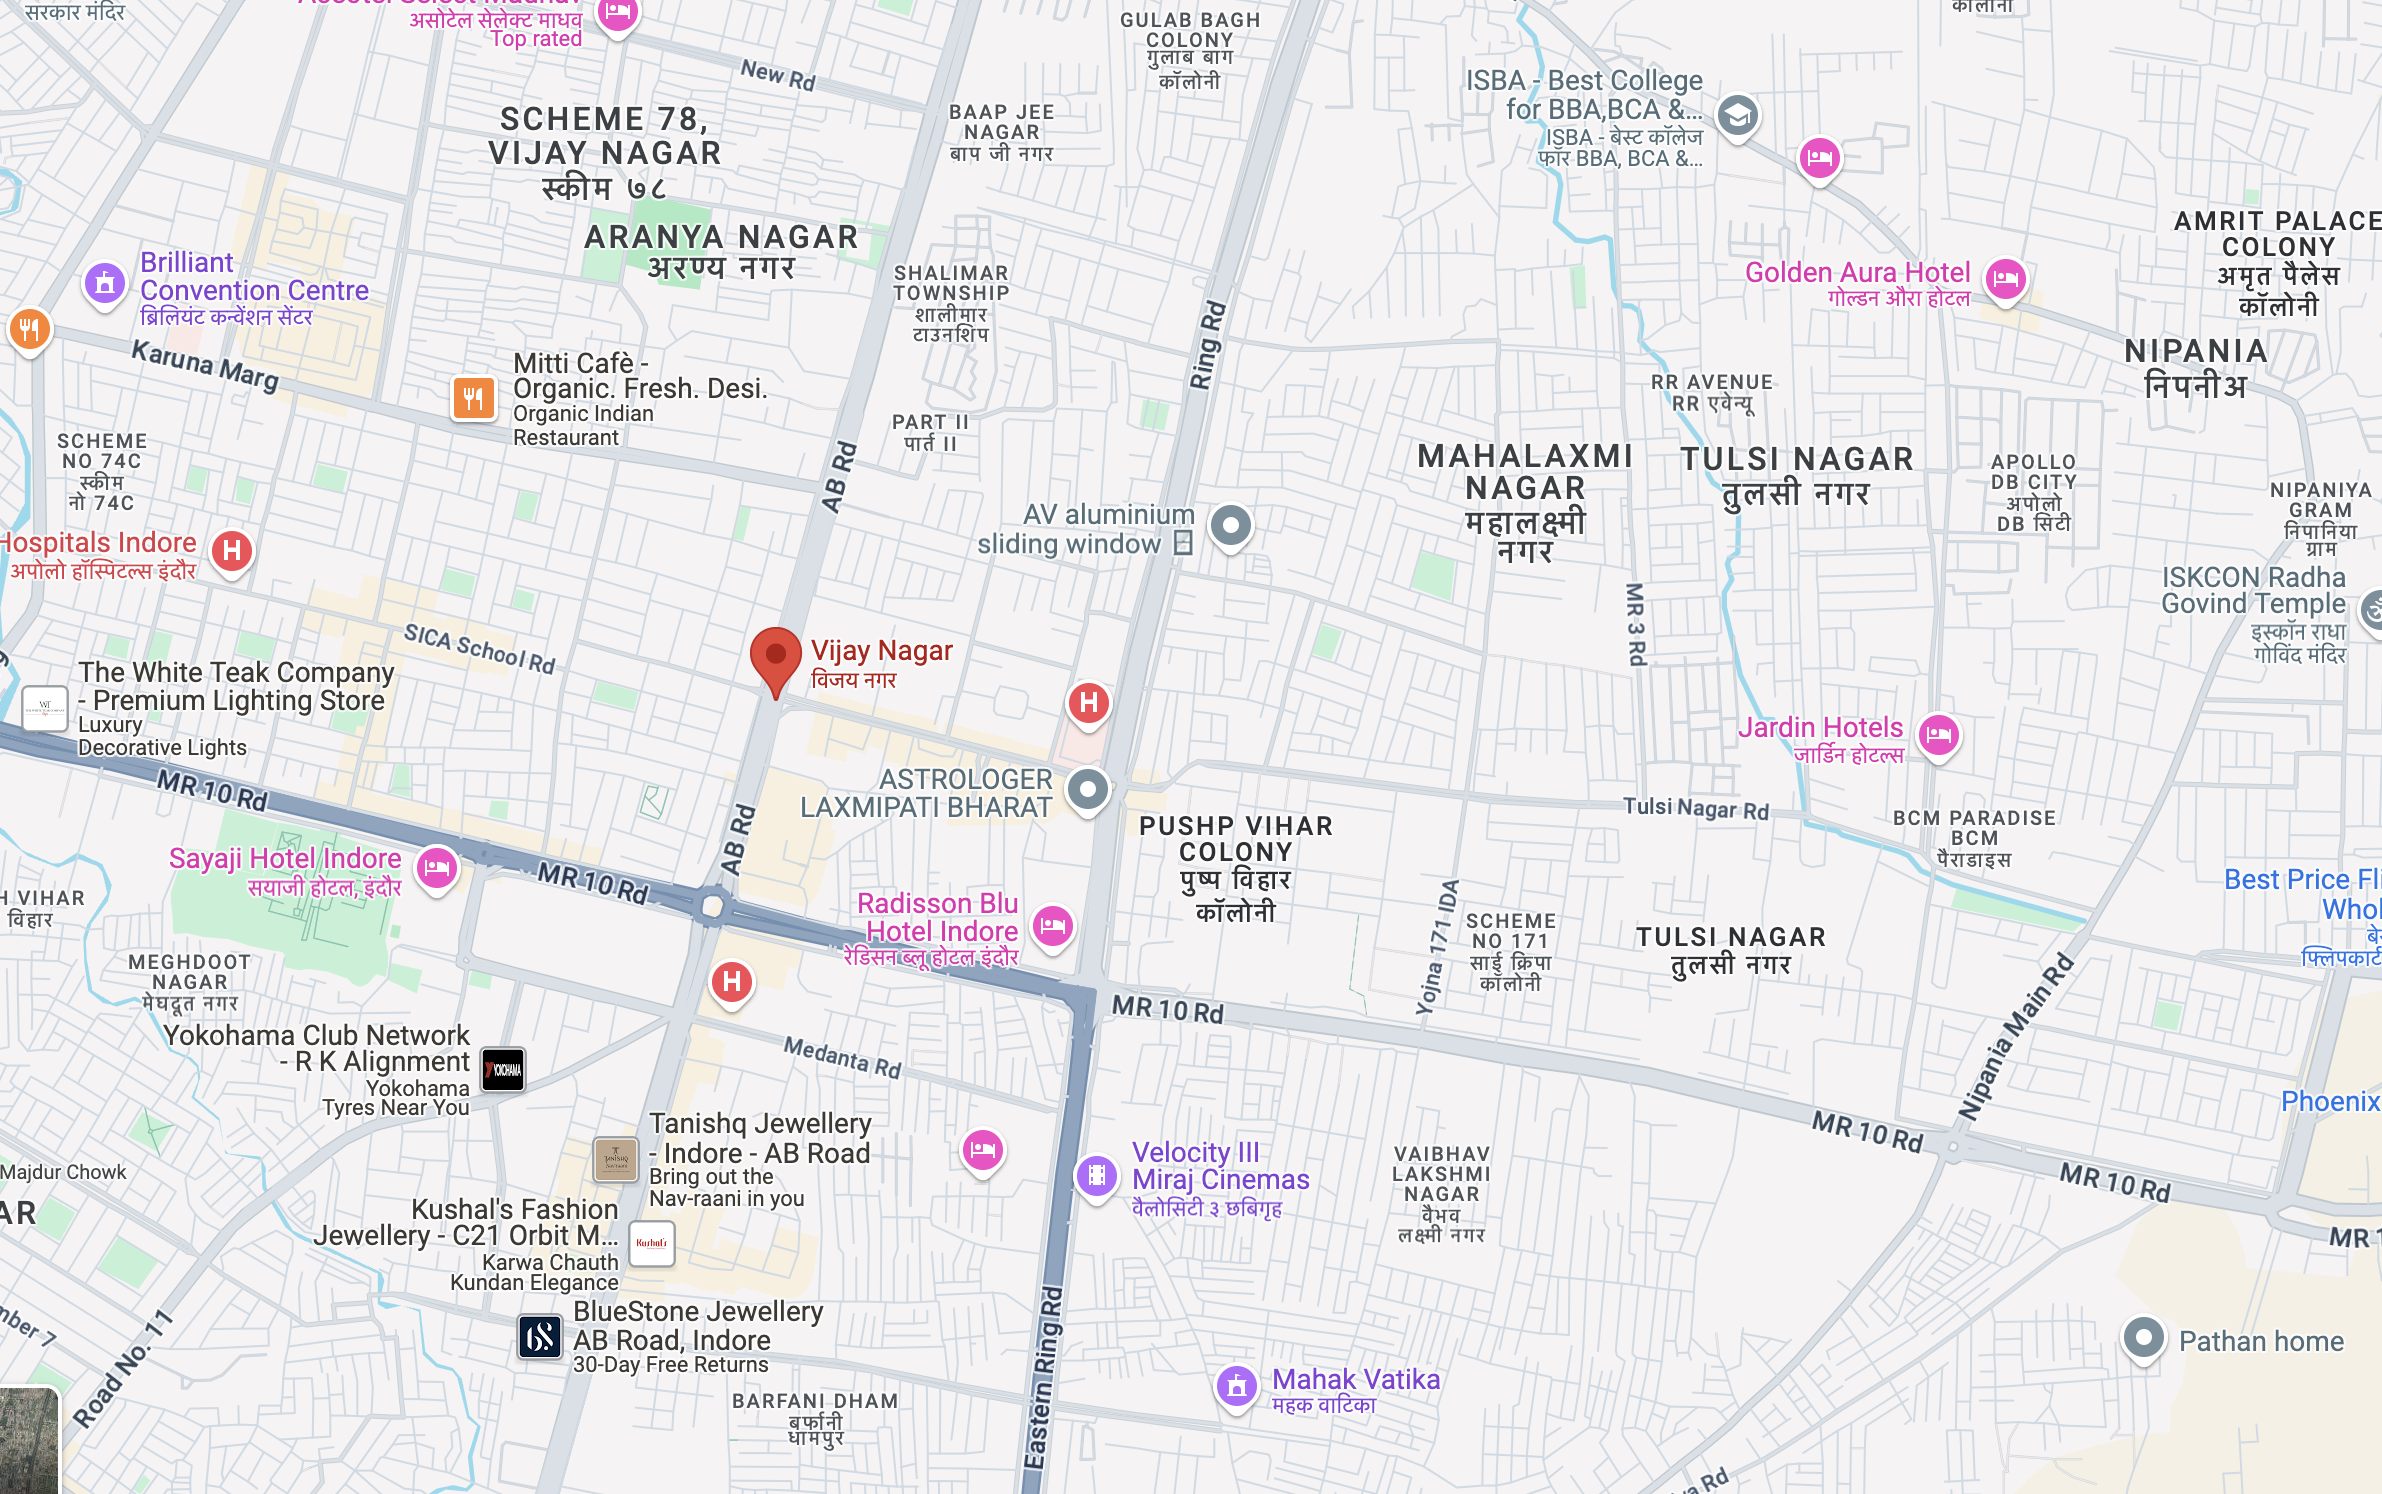 सरकार मंदिर
असोटेल सेलेक्ट माधव
Top rated
New Rd
GULAB BAGH
COLONY
गुलाब बाग
कॉलोनी
कॉलोनी
SCHEME 78,
VIJAY NAGAR
स्कीम ७८
BAAP JEE
NAGAR
बाप जी नगर
ISBA - Best College
for BBA,BCA &...
ISBA - बेस्ट कॉलेज
फॉर BBA, BCA &...
ARANYA NAGAR
अरण्य नगर
Brilliant
Convention Centre
ब्रिलियंट कन्वेंशन सेंटर
SHALIMAR
TOWNSHIP
शालीमार
टाउनशिप
Golden Aura Hotel
गोल्डन औरा होटल
AMRIT PALACE
COLONY
अमृत पैलेस
कॉलोनी
NIPANIA
निपनीअ
Karuna Marg
Ring Rd
Mitti Cafè -
Organic. Fresh. Desi.
Organic Indian
Restaurant
RR AVENUE
RR एवेन्यू
PART II
पार्ट II
SCHEME
NO 74C
स्कीम
नो 74C
AB Rd
MAHALAXMI
NAGAR
महालक्ष्मी
नगर
TULSI NAGAR
तुलसी नगर
APOLLO
DB CITY
अपोलो
DB सिटी
NIPANIYA
GRAM
निपानिया
ग्राम
AV aluminium
sliding window
Hospitals Indore
अपोलो हॉस्पिटल्स इंदौर
ISKCON Radha
Govind Temple
इस्कॉन राधा
गोविंद मंदिर
MR 3 Rd
SICA School Rd
Vijay Nagar
विजय नगर
The White Teak Company
- Premium Lighting Store
Luxury
Decorative Lights
Jardin Hotels
जार्डिन होटल्स
MR 10 Rd
ASTROLOGER
LAXMIPATI BHARAT
Tulsi Nagar Rd
PUSHP VIHAR
COLONY
पुष्प विहार
कॉलोनी
BCM PARADISE
BCM
पैराडाइस
AB Rd
Sayaji Hotel Indore
सयाजी होटल, इंदौर
MR 10 Rd
H VIHAR
विहार
Radisson Blu
Hotel Indore
रेडिसन ब्लू होटल इंदौर
Yojna 171 IDA
SCHEME
NO 171
साई क्रिपा
कॉलोनी
TULSI NAGAR
तुलसी नगर
Best Price Fli
Whol
फ्लिपकार्ट
MEGHDOOT
NAGAR
मेघदूत नगर
MR 10 Rd
Nipania Main Rd
Yokohama Club Network
- R K Alignment
Yokohama
Tyres Near You
YOKOHAMA
Medanta Rd
Phoenix
MR 10 Rd
Tanishq Jewellery
- Indore - AB Road
Bring out the
Nav-raani in you
TANISHQ
Velocity III
Miraj Cinemas
वैलोसिटी ३ छबिगृह
VAIBHAV
LAKSHMI
NAGAR
वैभव
लक्ष्मी नगर
Majdur Chowk
AR
MR 10 Rd
MR 1
Kushal's Fashion
Jewellery - C21 Orbit M...
Karwa Chauth
Kundan Elegance
Kushal's
BlueStone Jewellery
AB Road, Indore
30-Day Free Returns
Eastern Ring Rd
Road No. 11
mber 7
Pathan home
Mahak Vatika
महक वाटिका
BARFANI DHAM
बर्फानी
धामपुर
Rd